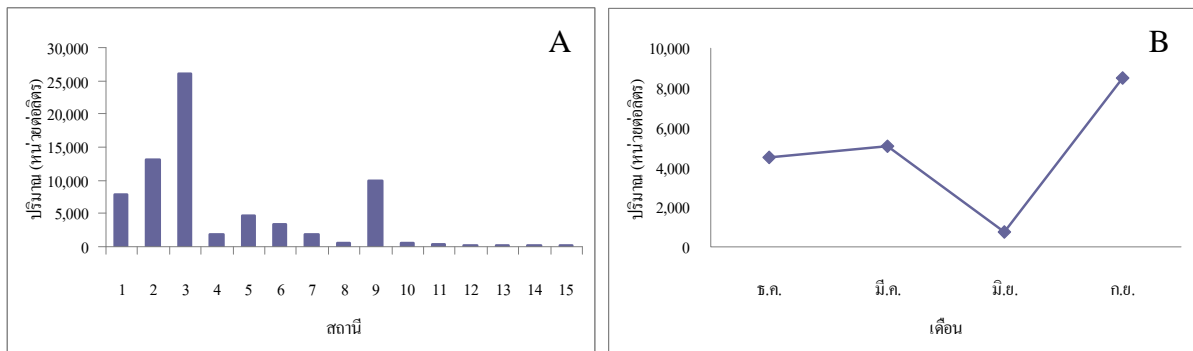 A
ปริมาณ (หน่วยต่อลิตร)
30,000
25,000
20,000
15,000
10,000
5,000
0
1 2 3 4 5 6 7 8 9 10 11 12 13 14 15
สถานี
B
ปริมาณ (หน่วยต่อลิตร)
10,000
8,000
6,000
4,000
2,000
0
ธ.ค. มี.ค. มิ.ย. ก.ย.
เดือน